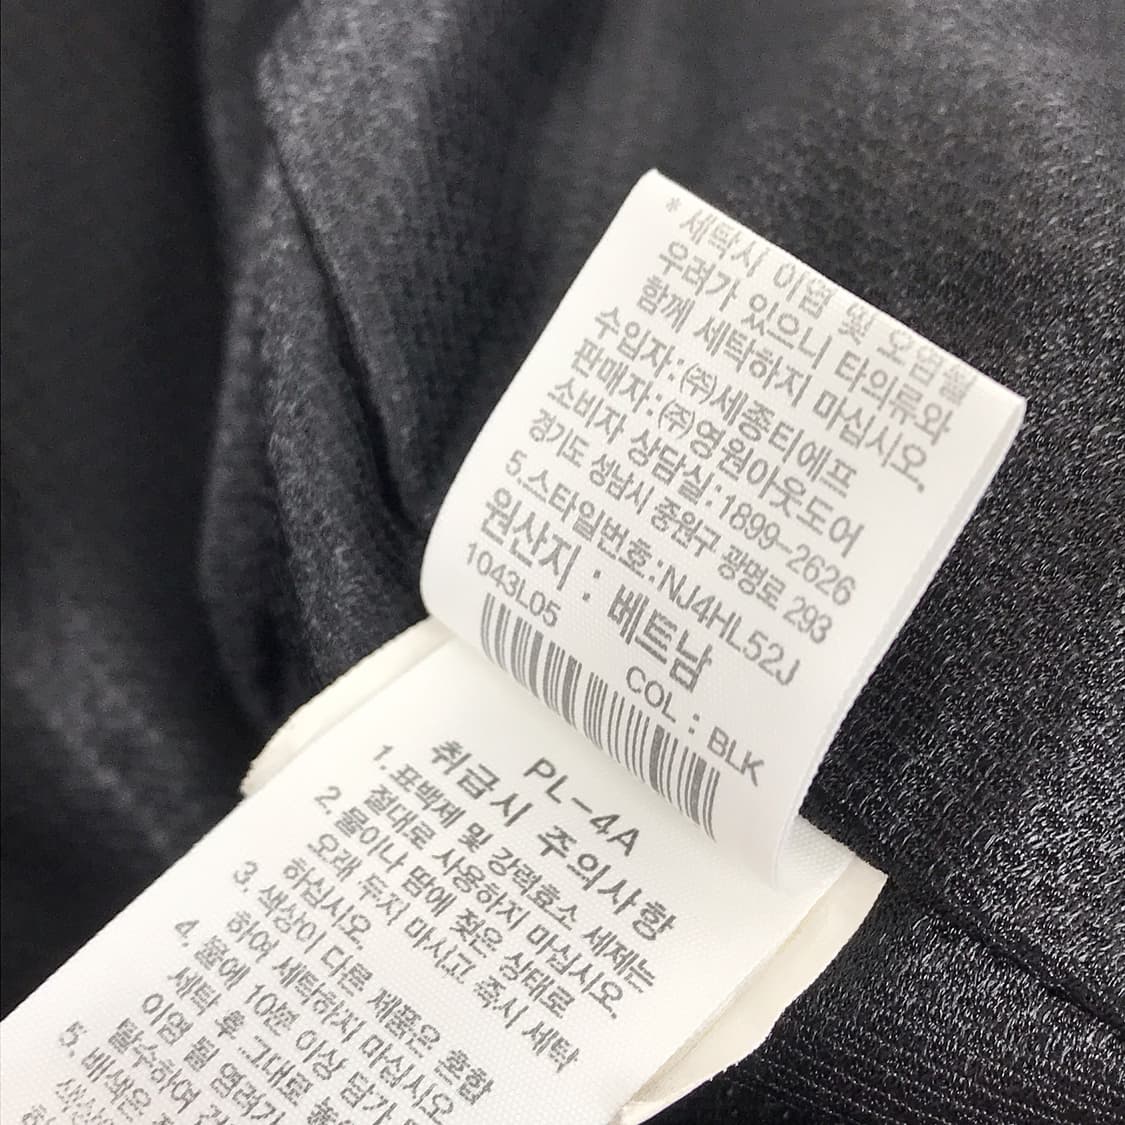 *세탁시 이염 및 오염될
우려가 있으니 타의류와
함께 세탁하지 마십시오.
수입자:㈜세종티에프
판매자:㈜영원아웃도어
소비자 상담실:1899-2626
경기도 성남시 중원구 광명로 293
5.스타일번호:NJ4HL52J
원산지 : 베트남
1043L05 COL : BLK
PL-4A
취급시 주의사항
1.표백제 및 강력효소 세제는
절대로 사용하지 마십시오.
2.물이나 땀에 젖은 상태로
오래 두지 마시고 즉시 세탁
하십시오.
3.색상이 다른 제품은 혼합
하여 세탁하지 마십시오
4.물에 10분 이상 담가
세탁 후 그대로
이염 될 염려가
탈수하여
5.배색은